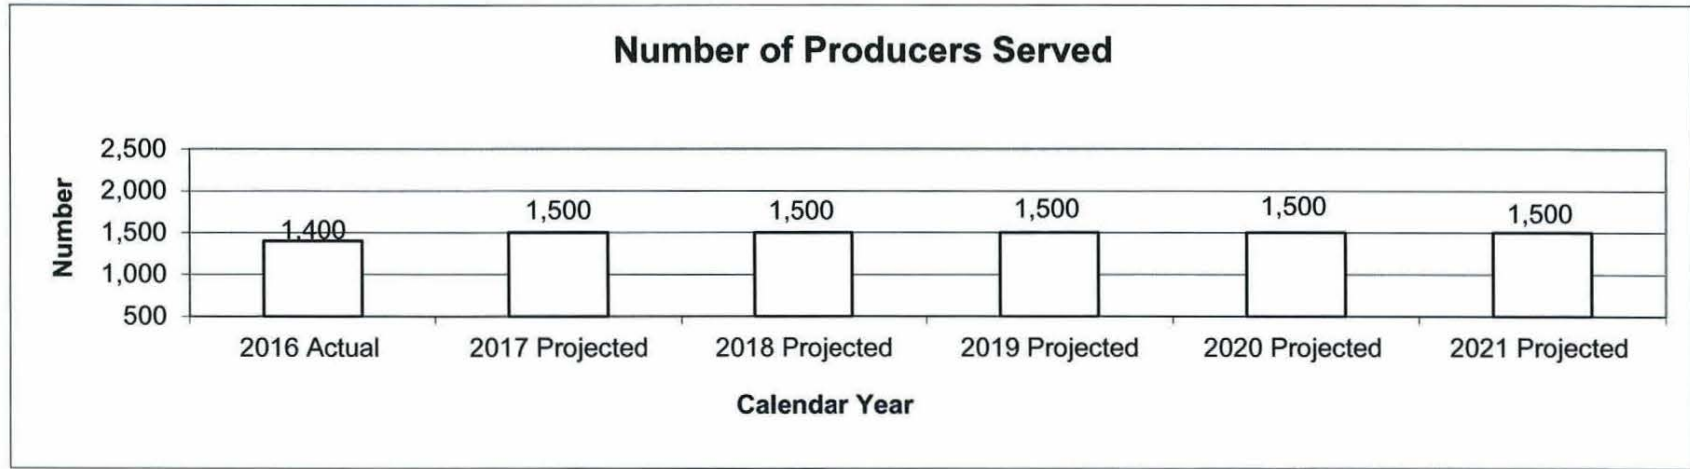 Number of Producers Served
Number
2,500
2,000
1,500
1,000
500
1,400
1,500
1,500
1,500
1,500
1,500
2016 Actual
2017 Projected
2018 Projected
2019 Projected
2020 Projected
2021 Projected
Calendar Year